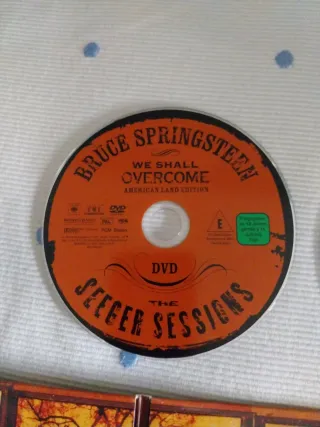 BRUCE SPRINGSTEEN
WE SHALL
OVERCOME
AMERICAN LAND EDITION
DVD
E
DVD
THE
SEEGER SESSIONS